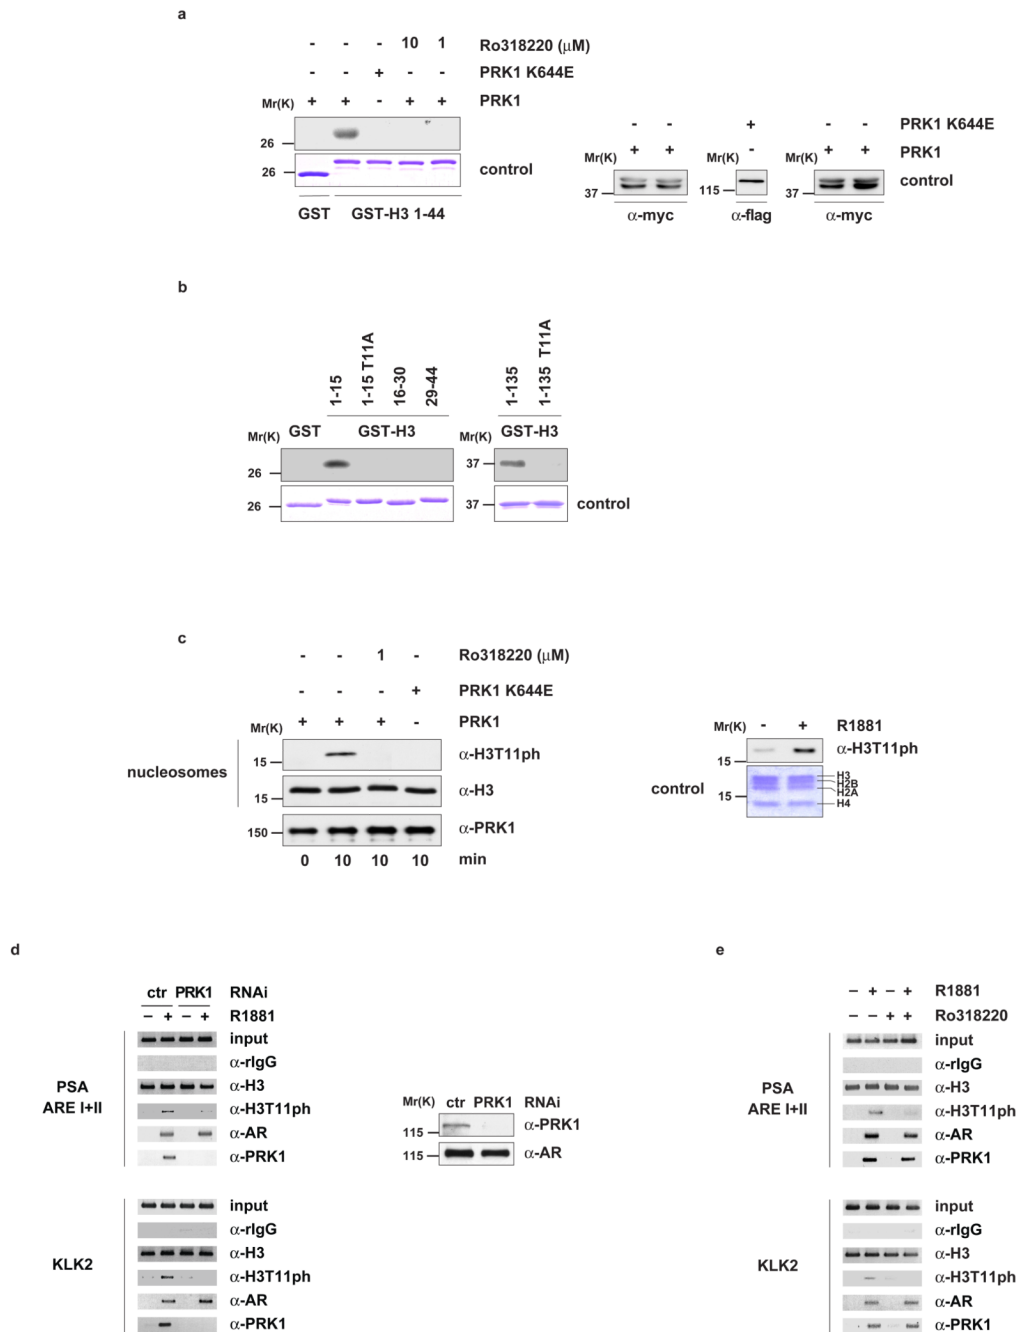 a
- - - 10 1 Ro318220 (μM)
- - + - - PRK1 K644E
Mr(K) + + - + + PRK1
26
26 control
GST GST-H3 1-44
- - + - - PRK1 K644E
Mr(K) + + Mr(K) - Mr(K) + + PRK1
37 115 37 control
α-myc α-flag α-myc
b
1-15 1-15 T11A 16-30 29-44 1-135 1-135 T11A
Mr(K) GST GST-H3 Mr(K) GST-H3
26 37
26 37 control
c
- - 1 - Ro318220 (μM)
- - - + PRK1 K644E
Mr(K) + + + - PRK1
nucleosomes
15 α-H3T11ph
15 α-H3
150 α-PRK1
0 10 10 10 min
Mr(K) - + R1881
15 α-H3T11ph
control 15 H3
H2B
H2A
H4
d
ctr PRK1 RNAi
- + - + R1881
PSA
ARE I+II
input
α-rIgG
α-H3
α-H3T11ph
α-AR
α-PRK1
KLK2
input
α-rIgG
α-H3
α-H3T11ph
α-AR
α-PRK1
Mr(K) ctr PRK1 RNAi
115 α-PRK1
115 α-AR
e
- + - + R1881
- - + + Ro318220
PSA
ARE I+II
input
α-rIgG
α-H3
α-H3T11ph
α-AR
α-PRK1
KLK2
input
α-rIgG
α-H3
α-H3T11ph
α-AR
α-PRK1